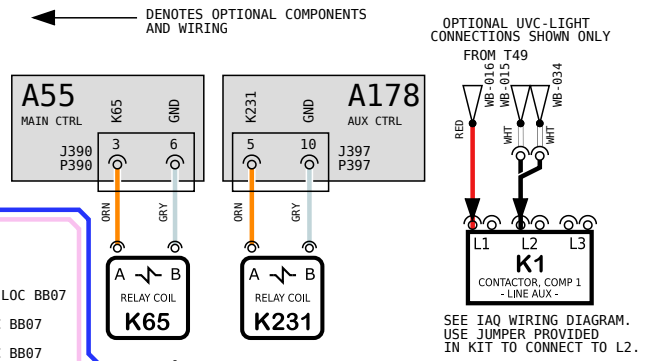 DENOTES OPTIONAL COMPONENTS
AND WIRING
OPTIONAL UVC-LIGHT
CONNECTIONS SHOWN ONLY
FROM T49
WB-016
WB-015
WB-034
RED
WHT
WHT
A55
MAIN CTRL
K65
GND
3
6
J390
P390
K231
GND
A178
AUX CTRL
5
10
J397
P397
ORN
GRY
ORN
GRY
A B
RELAY COIL
K65
A B
RELAY COIL
K231
L1 L2 L3
K1
CONTACTOR, COMP 1
- LINE AUX -
SEE IAQ WIRING DIAGRAM.
USE JUMPER PROVIDED
IN KIT TO CONNECT TO L2.
LOC BB07
BB07
BB07